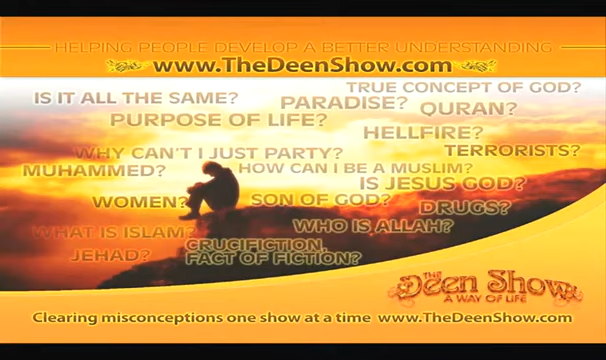 HELPING PEOPLE DEVELOP A BETTER UNDERSTANDING
www.TheDeenShow.com
TRUE CONCEPT OF GOD?
IS IT ALL THE SAME?
PARADISE?
QURAN?
PURPOSE OF LIFE?
HELLFIRE?
WHY CAN'T I JUST PARTY?
TERRORISTS?
MUHAMMED?
HOW CAN I BE A MUSLIM?
IS JESUS GOD?
WOMEN?
SON OF GOD?
DRUGS?
WHAT IS ISLAM?
WHO IS ALLAH?
JEHAD?
CRUCIFICTION,
FACT OF FICTION?
THE
Deen Show
A WAY OF LIFE
Clearing misconceptions one show at a time www.TheDeenShow.com